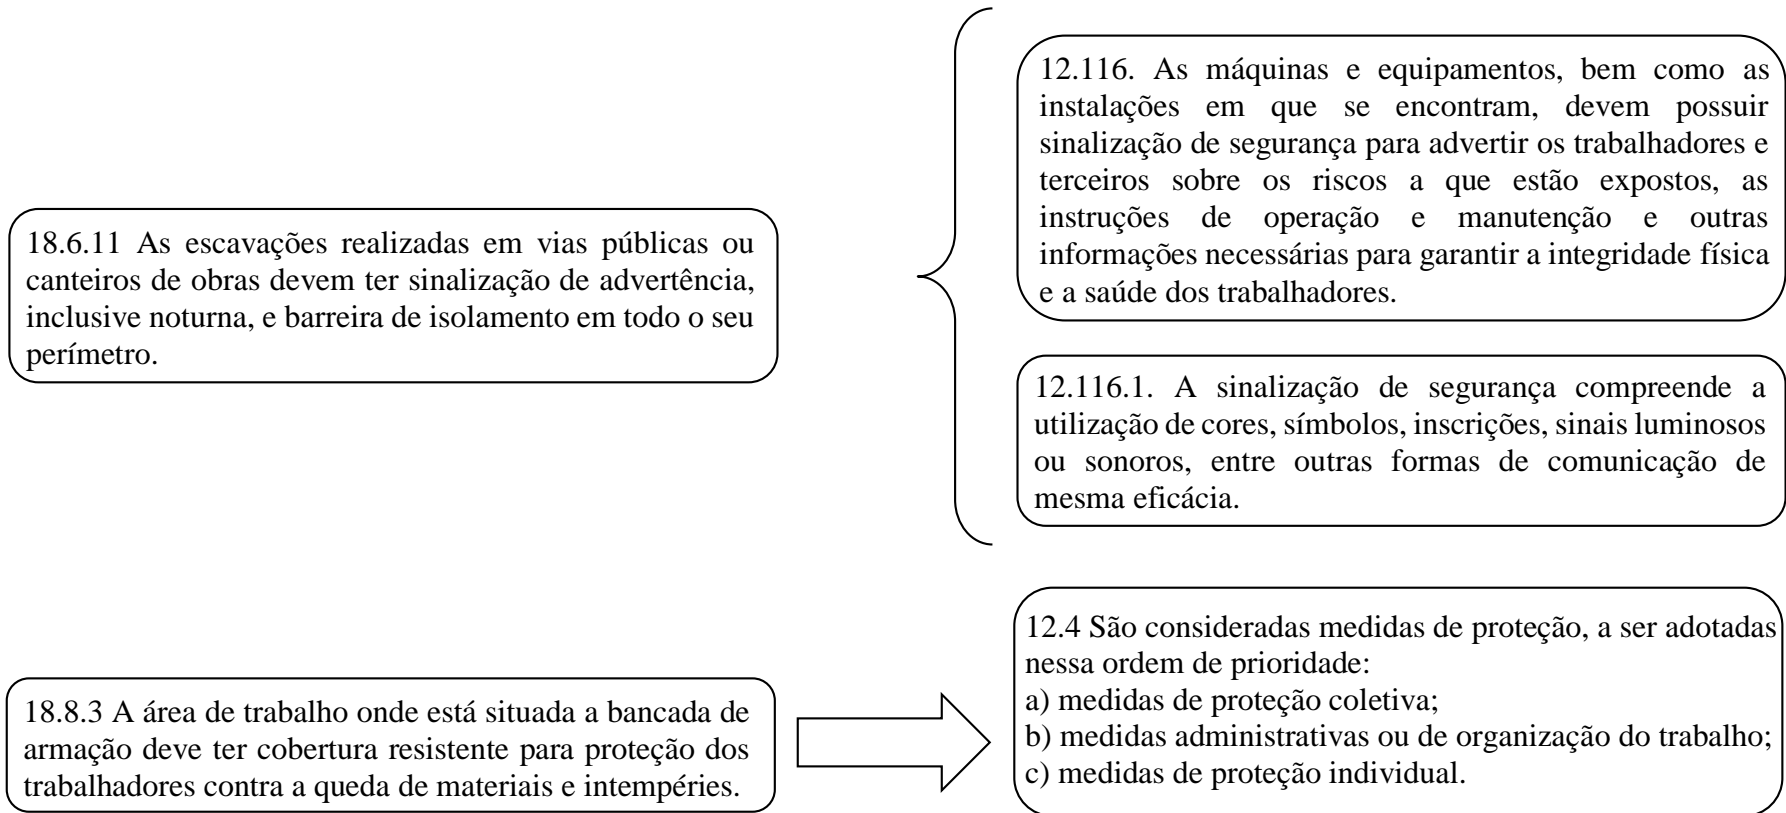 18.6.11 As escavações realizadas em vias públicas ou
canteiros de obras devem ter sinalização de advertência,
inclusive noturna, e barreira de isolamento em todo o seu
perímetro.
12.116. As máquinas e equipamentos, bem como as
instalações em que se encontram, devem possuir
sinalização de segurança para advertir os trabalhadores e
terceiros sobre os riscos a que estão expostos, as
instruções de operação e manutenção e outras
informações necessárias para garantir a integridade física
e a saúde dos trabalhadores.
12.116.1. A sinalização de segurança compreende a
utilização de cores, símbolos, inscrições, sinais luminosos
ou sonoros, entre outras formas de comunicação de
mesma eficácia.
18.8.3 A área de trabalho onde está situada a bancada de
armação deve ter cobertura resistente para proteção dos
trabalhadores contra a queda de materiais e intempéries.
12.4 São consideradas medidas de proteção, a ser adotadas
nessa ordem de prioridade:
a) medidas de proteção coletiva;
b) medidas administrativas ou de organização do trabalho;
c) medidas de proteção individual.